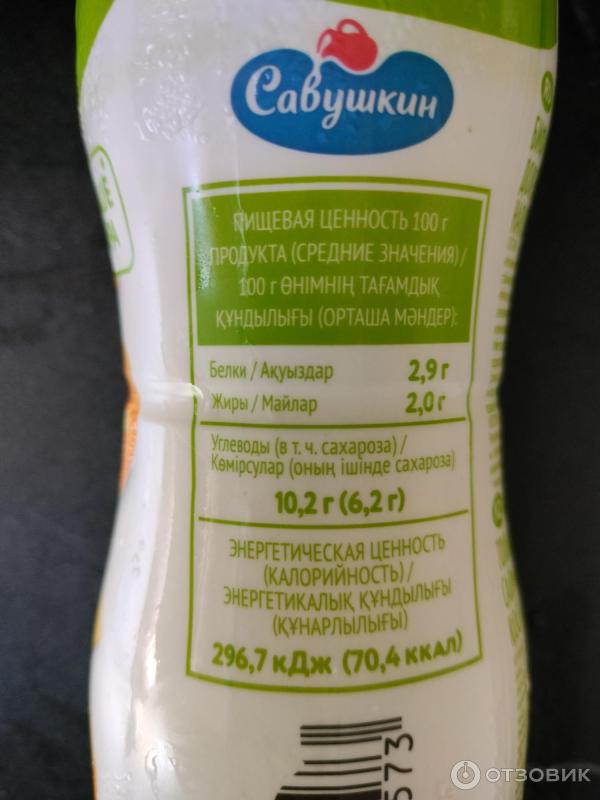 Савушкин
ПИЩЕВАЯ ЦЕННОСТЬ 100 г
ПРОДУКТА (СРЕДНИЕ ЗНАЧЕНИЯ) /
100 г ӨНІМНІҢ ТАҒАМДЫҚ
ҚҰНДЫЛЫҒЫ (ОРТАША МӘНДЕР):
Белки / Ақуыздар 2,9 г
Жиры / Майлар 2,0 г
Углеводы (в т. ч. сахароза) /
Көмірсулар (оның ішінде сахароза)
10,2 г (6,2 г)
ЭНЕРГЕТИЧЕСКАЯ ЦЕННОСТЬ
(КАЛОРИЙНОСТЬ) /
ЭНЕРГЕТИКАЛЫҚ ҚҰНДЫЛЫҒЫ
(ҚҰНАРЛЫЛЫҒЫ)
296,7 кДж (70,4 ккал)
573
ОТЗОВИК